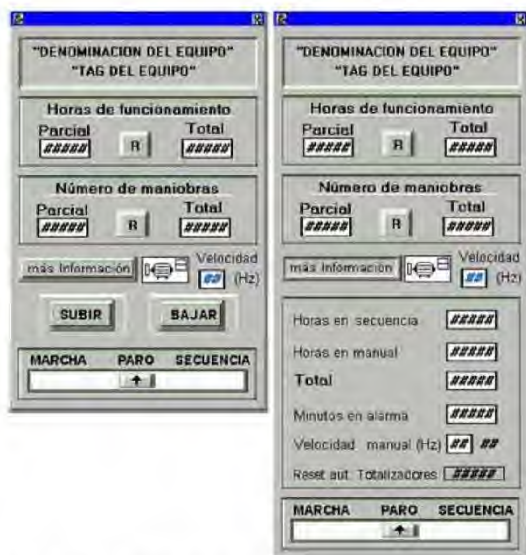 "DENOMINACION DEL EQUIPO"
"TAG DEL EQUIPO"
Horas de funcionamiento
Parcial Total
##### R #####
Número de maniobras
Parcial Total
##### R #####
más Información Velocidad
## (Hz)
SUBIR BAJAR
MARCHA PARO SECUENCIA
"DENOMINACION DEL EQUIPO"
"TAG DEL EQUIPO"
Horas de funcionamiento
Parcial Total
##### R #####
Número de maniobras
Parcial Total
##### R #####
más Información Velocidad
## (Hz)
Horas en secuencia #####
Horas en manual #####
Total #####
Minutos en alarma #####
Velocidad manual (Hz) ## ##
Reset aut. Totalizadores #####
MARCHA PARO SECUENCIA